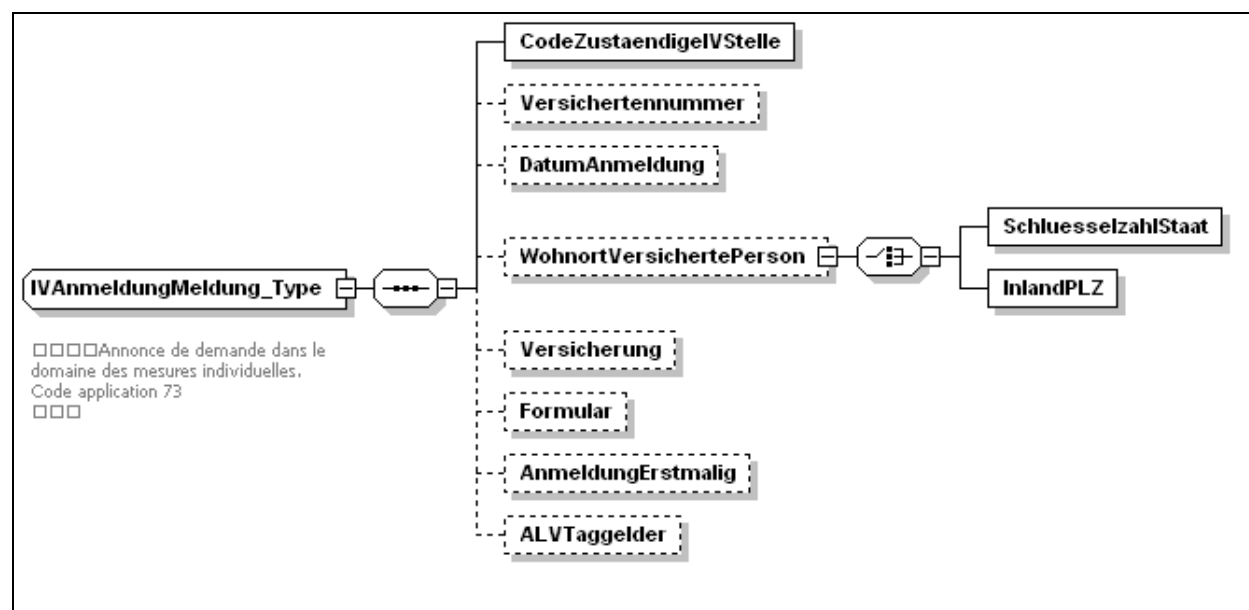 CodeZustaendigeIVStelle
Versichertennummer
DatumAnmeldung
WohnortVersichertePerson
SchluesselzahlStaat
InlandPLZ
IVAnmeldungMeldung_Type
□□□□Annonce de demande dans le
domaine des mesures individuelles.
Code application 73
□□□
Versicherung
Formular
AnmeldungErstmalig
ALVTaggelder